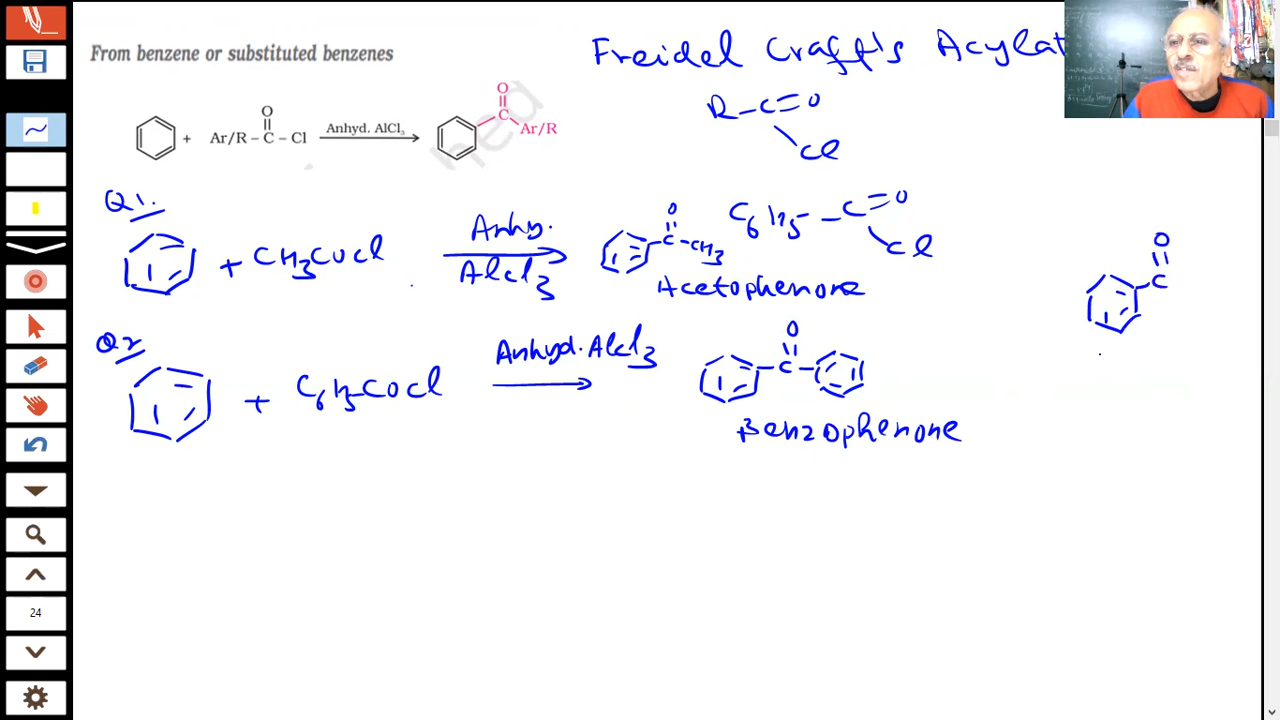 From benzene or substituted benzenes
Freidel Craft's Acylat
O
+ Ar/R – C – Cl
Anhyd. AlCl3
O
C
Ar/R
R–C=O
Cl
Q1.
+ CH3COCl
Anhy.
AlCl3
O
C–CH3
Acetophenone
C6H5–C=O
Cl
O
C
Q2
+ C6H5COCl
Anhyd. AlCl3
O
C
Benzophenone
24